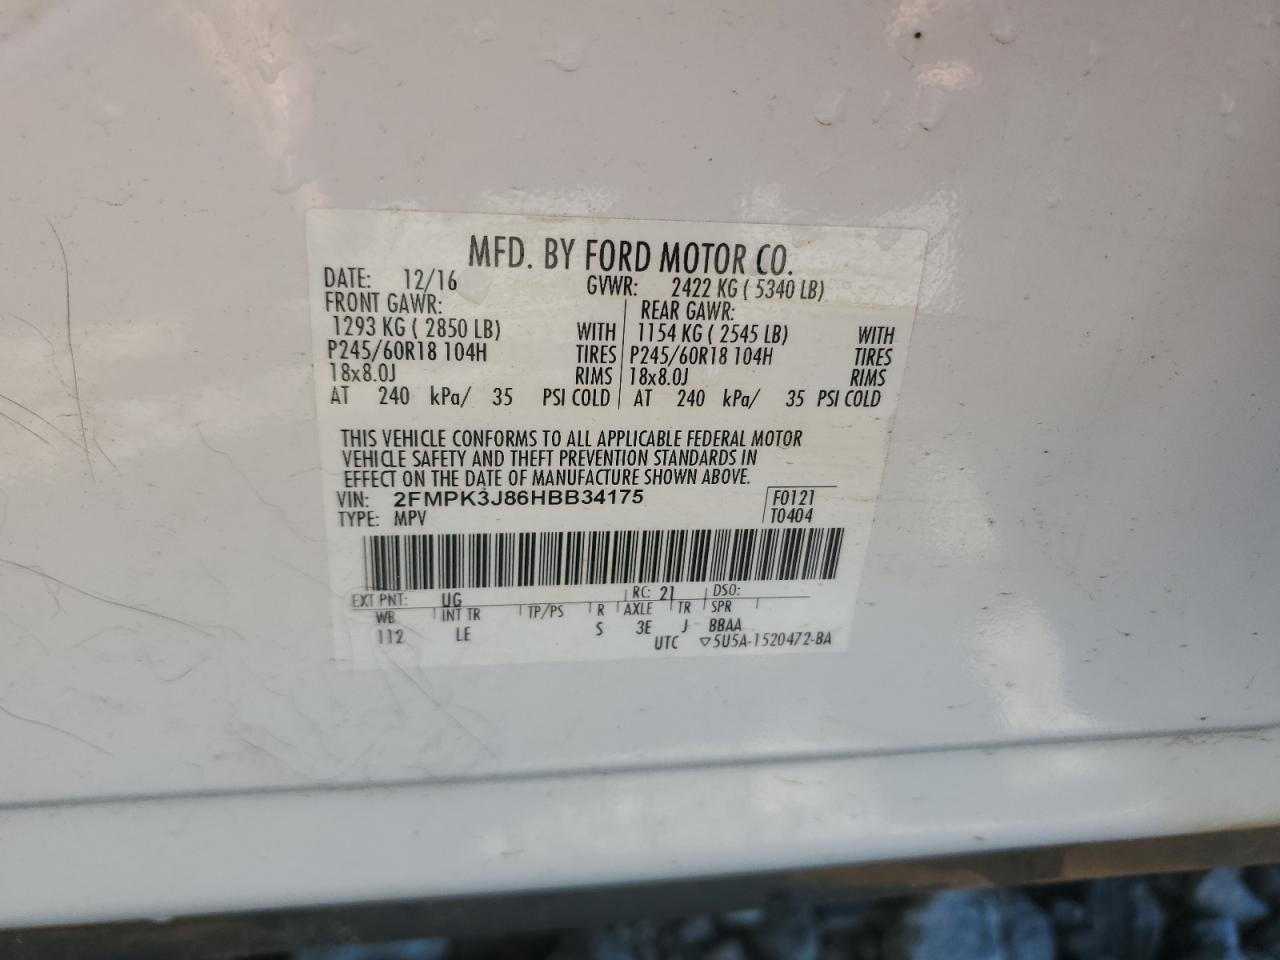 MFD. BY FORD MOTOR CO.
DATE: 12/16 GVWR: 2422 KG ( 5340 LB)
FRONT GAWR: REAR GAWR:
1293 KG ( 2850 LB) WITH 1154 KG ( 2545 LB) WITH
P245/60R18 104H TIRES P245/60R18 104H TIRES
18x8.0J RIMS 18x8.0J RIMS
AT 240 kPa/ 35 PSI COLD AT 240 kPa/ 35 PSI COLD
THIS VEHICLE CONFORMS TO ALL APPLICABLE FEDERAL MOTOR
VEHICLE SAFETY AND THEFT PREVENTION STANDARDS IN
EFFECT ON THE DATE OF MANUFACTURE SHOWN ABOVE.
VIN: 2FMPK3J86HBB34175 F0121
TYPE: MPV T0404
EXT PNT: UG RC: 21 DSO:
WB INT TR TP/PS R AXLE TR SPR
112 LE S 3E J BBAA
UTC ▽5U5A-1520472-BA